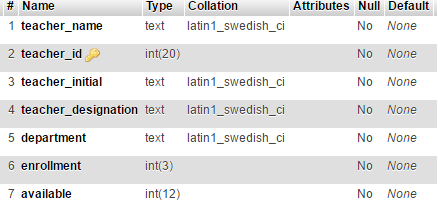 # Name Type Collation Attributes Null Default
1 teacher_name text latin1_swedish_ci No None
2 teacher_id int(20) No None
3 teacher_initial text latin1_swedish_ci No None
4 teacher_designation text latin1_swedish_ci No None
5 department text latin1_swedish_ci No None
6 enrollment int(3) No None
7 available int(12) No None